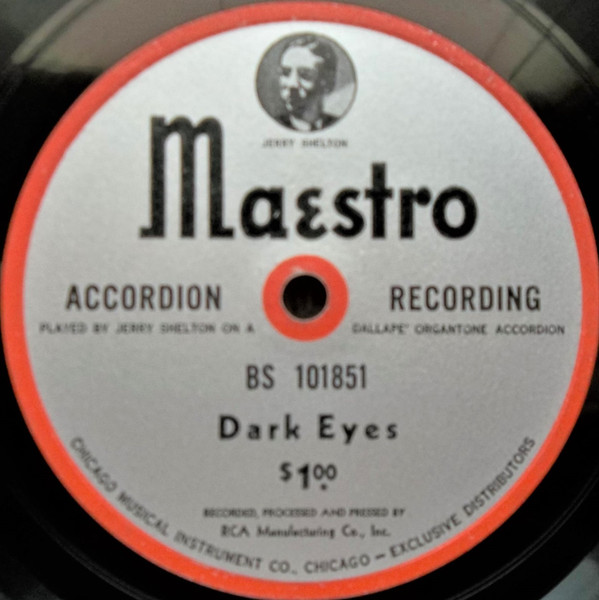 JERRY SHELTON
Maestro
ACCORDION RECORDING
PLAYED BY JERRY SHELTON ON A DALLAPE' ORGANTONE ACCORDION
BS 101851
Dark Eyes
$1.00
RECORDED, PROCESSED AND PRESSED BY
RCA Manufacturing Co., Inc.
CHICAGO MUSICAL INSTRUMENT CO., CHICAGO — EXCLUSIVE DISTRIBUTORS